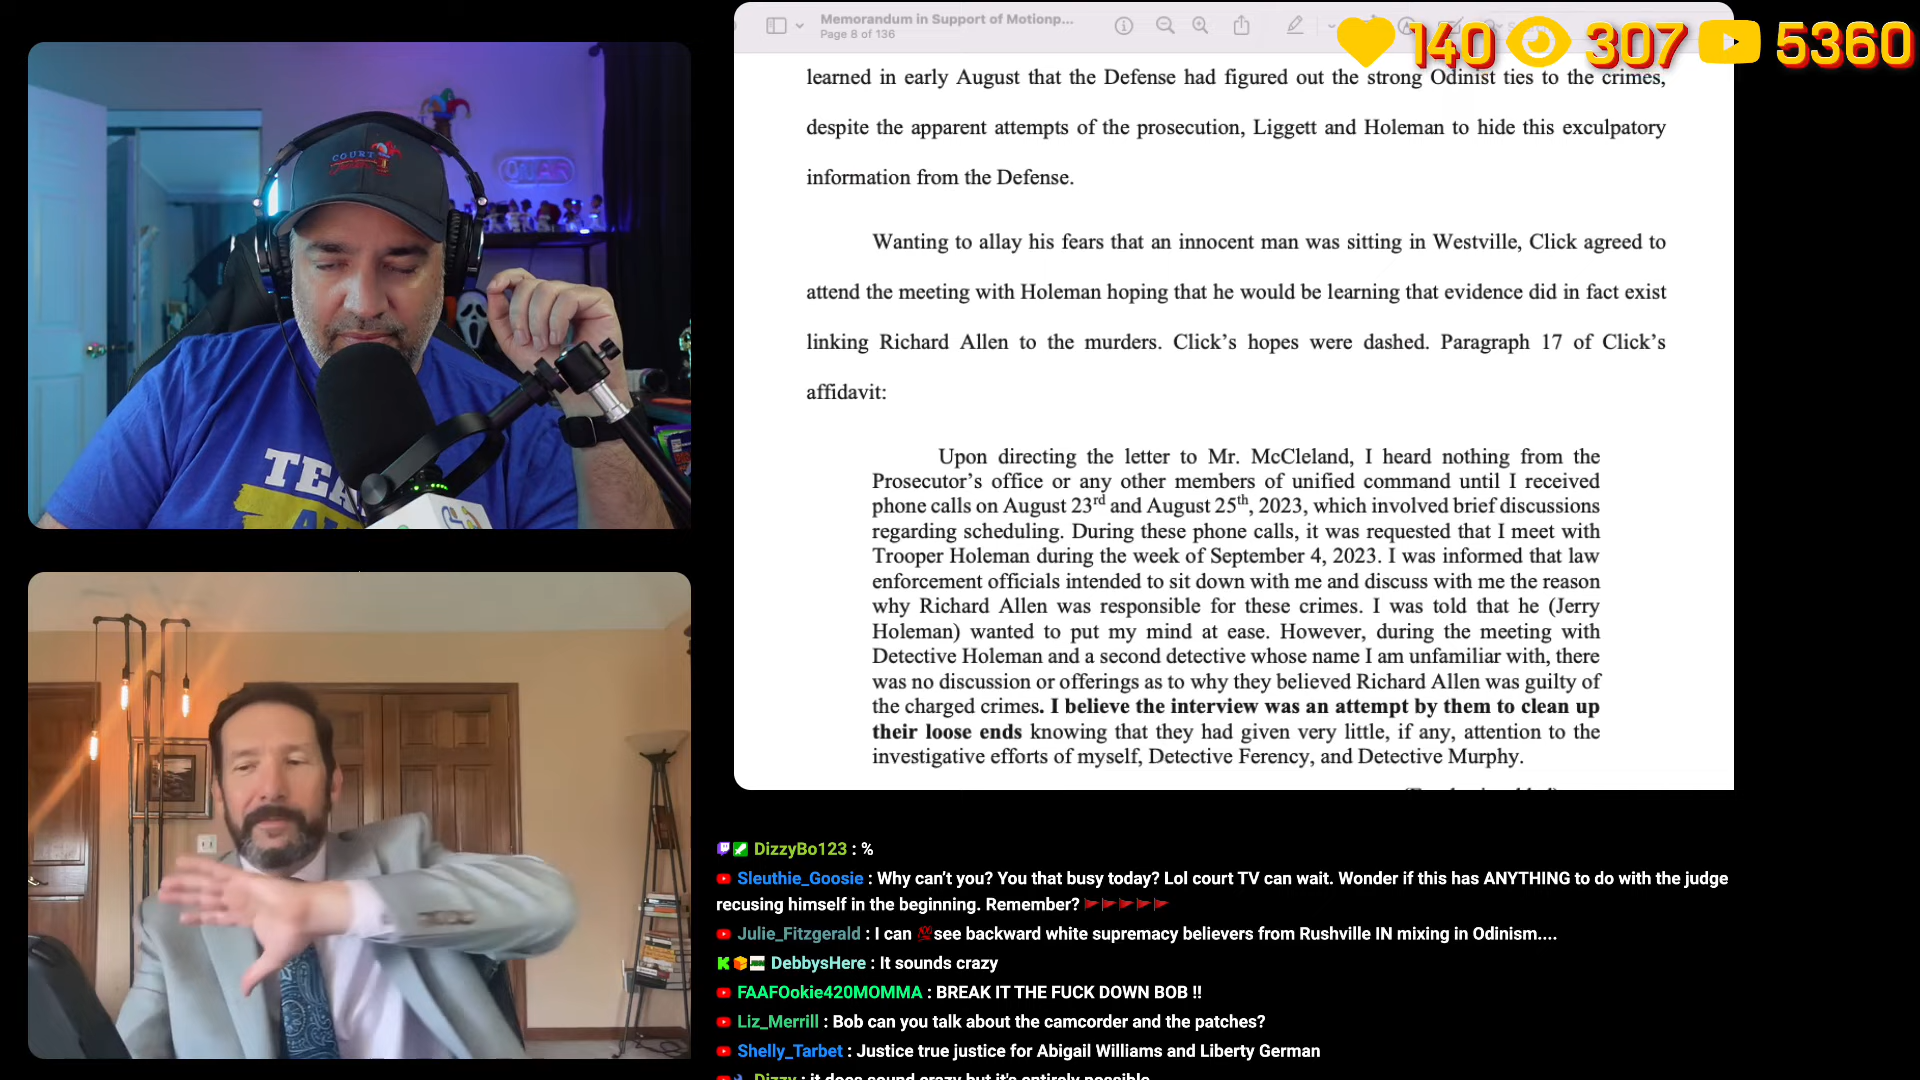 Memorandum in Support of Motionp...
Page 8 of 136
140 307 5360
learned in early August that the Defense had figured out the strong Odinist ties to the crimes,
despite the apparent attempts of the prosecution, Liggett and Holeman to hide this exculpatory
information from the Defense.
Wanting to allay his fears that an innocent man was sitting in Westville, Click agreed to
attend the meeting with Holeman hoping that he would be learning that evidence did in fact exist
linking Richard Allen to the murders. Click’s hopes were dashed. Paragraph 17 of Click’s
affidavit:
Upon directing the letter to Mr. McCleland, I heard nothing from the
Prosecutor’s office or any other members of unified command until I received
phone calls on August 23rd and August 25th, 2023, which involved brief discussions
regarding scheduling. During these phone calls, it was requested that I meet with
Trooper Holeman during the week of September 4, 2023. I was informed that law
enforcement officials intended to sit down with me and discuss with me the reason
why Richard Allen was responsible for these crimes. I was told that he (Jerry
Holeman) wanted to put my mind at ease. However, during the meeting with
Detective Holeman and a second detective whose name I am unfamiliar with, there
was no discussion or offerings as to why they believed Richard Allen was guilty of
the charged crimes. I believe the interview was an attempt by them to clean up
their loose ends knowing that they had given very little, if any, attention to the
investigative efforts of myself, Detective Ferency, and Detective Murphy.
COURT
DizzyBo123 : %
Sleuthie_Goosie : Why can’t you? You that busy today? Lol court TV can wait. Wonder if this has ANYTHING to do with the judge
recusing himself in the beginning. Remember?
Julie_Fitzgerald : I can 💯see backward white supremacy believers from Rushville IN mixing in Odinism....
DebbysHere : It sounds crazy
FAAFOokie420MOMMA : BREAK IT THE FUCK DOWN BOB !!
Liz_Merrill : Bob can you talk about the camcorder and the patches?
Shelly_Tarbet : Justice true justice for Abigail Williams and Liberty German
Dizzy : it does sound crazy but it's entirely possible